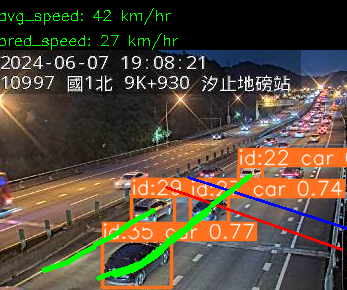 avg_speed: 42 km/hr
pred_speed: 27 km/hr
2024-06-07 19:08:21
10997 國1北 9K+930 汐止地磅站
id:22 car
id:29 car 0.74
id:35 car 0.77